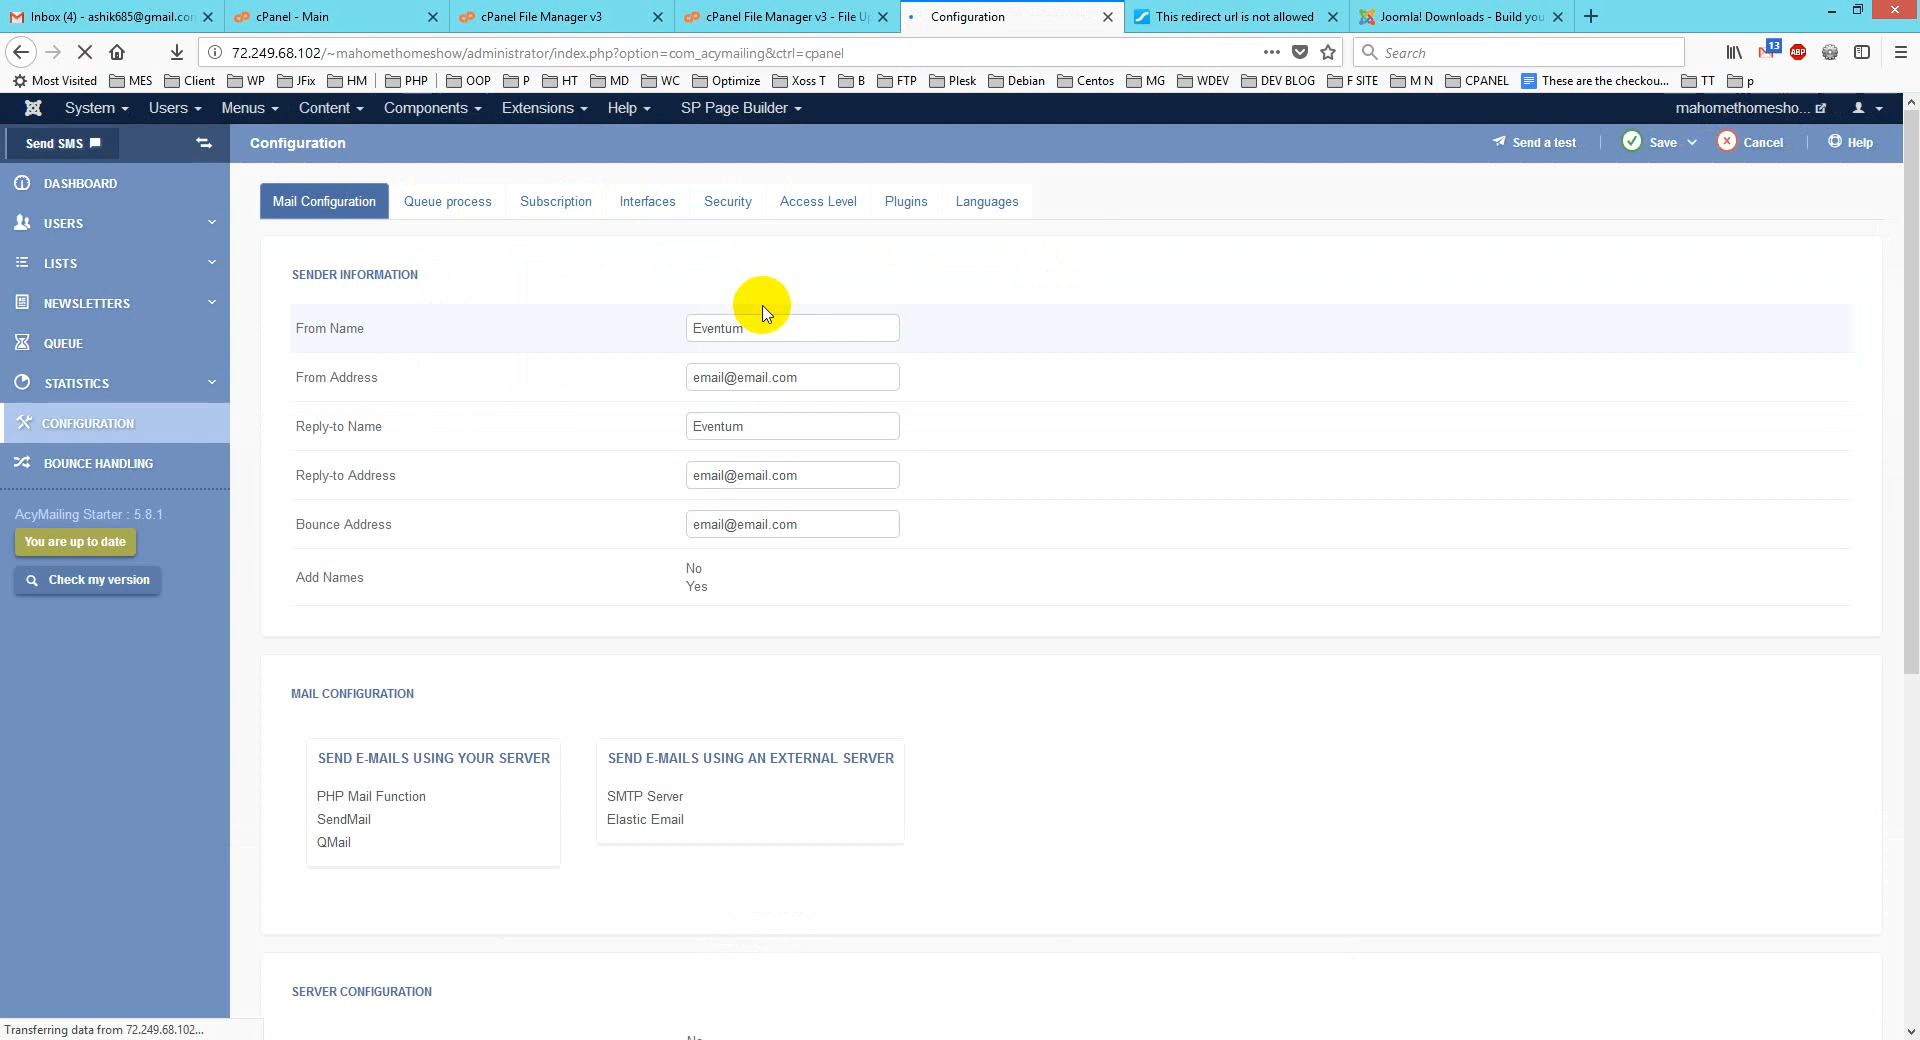 Inbox (4) - ashik685@gmail.con
cPanel - Main
cPanel File Manager v3
cPanel File Manager v3 - File Up
Configuration
This redirect url is not allowed
Joomla! Downloads - Build you
72.249.68.102/~mahomethomeshow/administrator/index.php?option=com_acymailing&ctrl=cpanel
Search
13
ABP
Most Visited
MES
Client
WP
JFix
HM
PHP
OOP
P
HT
MD
WC
Optimize
Xoss T
B
FTP
Plesk
Debian
Centos
MG
WDEV
DEV BLOG
F SITE
M N
CPANEL
These are the checkou...
TT
p
System
Users
Menus
Content
Components
Extensions
Help
SP Page Builder
mahomethomesho...
Send SMS
Configuration
Send a test
Save
Cancel
Help
DASHBOARD
USERS
LISTS
NEWSLETTERS
QUEUE
STATISTICS
CONFIGURATION
BOUNCE HANDLING
AcyMailing Starter : 5.8.1
You are up to date
Check my version
Mail Configuration
Queue process
Subscription
Interfaces
Security
Access Level
Plugins
Languages
SENDER INFORMATION
From Name
Eventum
From Address
email@email.com
Reply-to Name
Eventum
Reply-to Address
email@email.com
Bounce Address
email@email.com
Add Names
No
Yes
MAIL CONFIGURATION
SEND E-MAILS USING YOUR SERVER
PHP Mail Function
SendMail
QMail
SEND E-MAILS USING AN EXTERNAL SERVER
SMTP Server
Elastic Email
SERVER CONFIGURATION
No
Transferring data from 72.249.68.102...